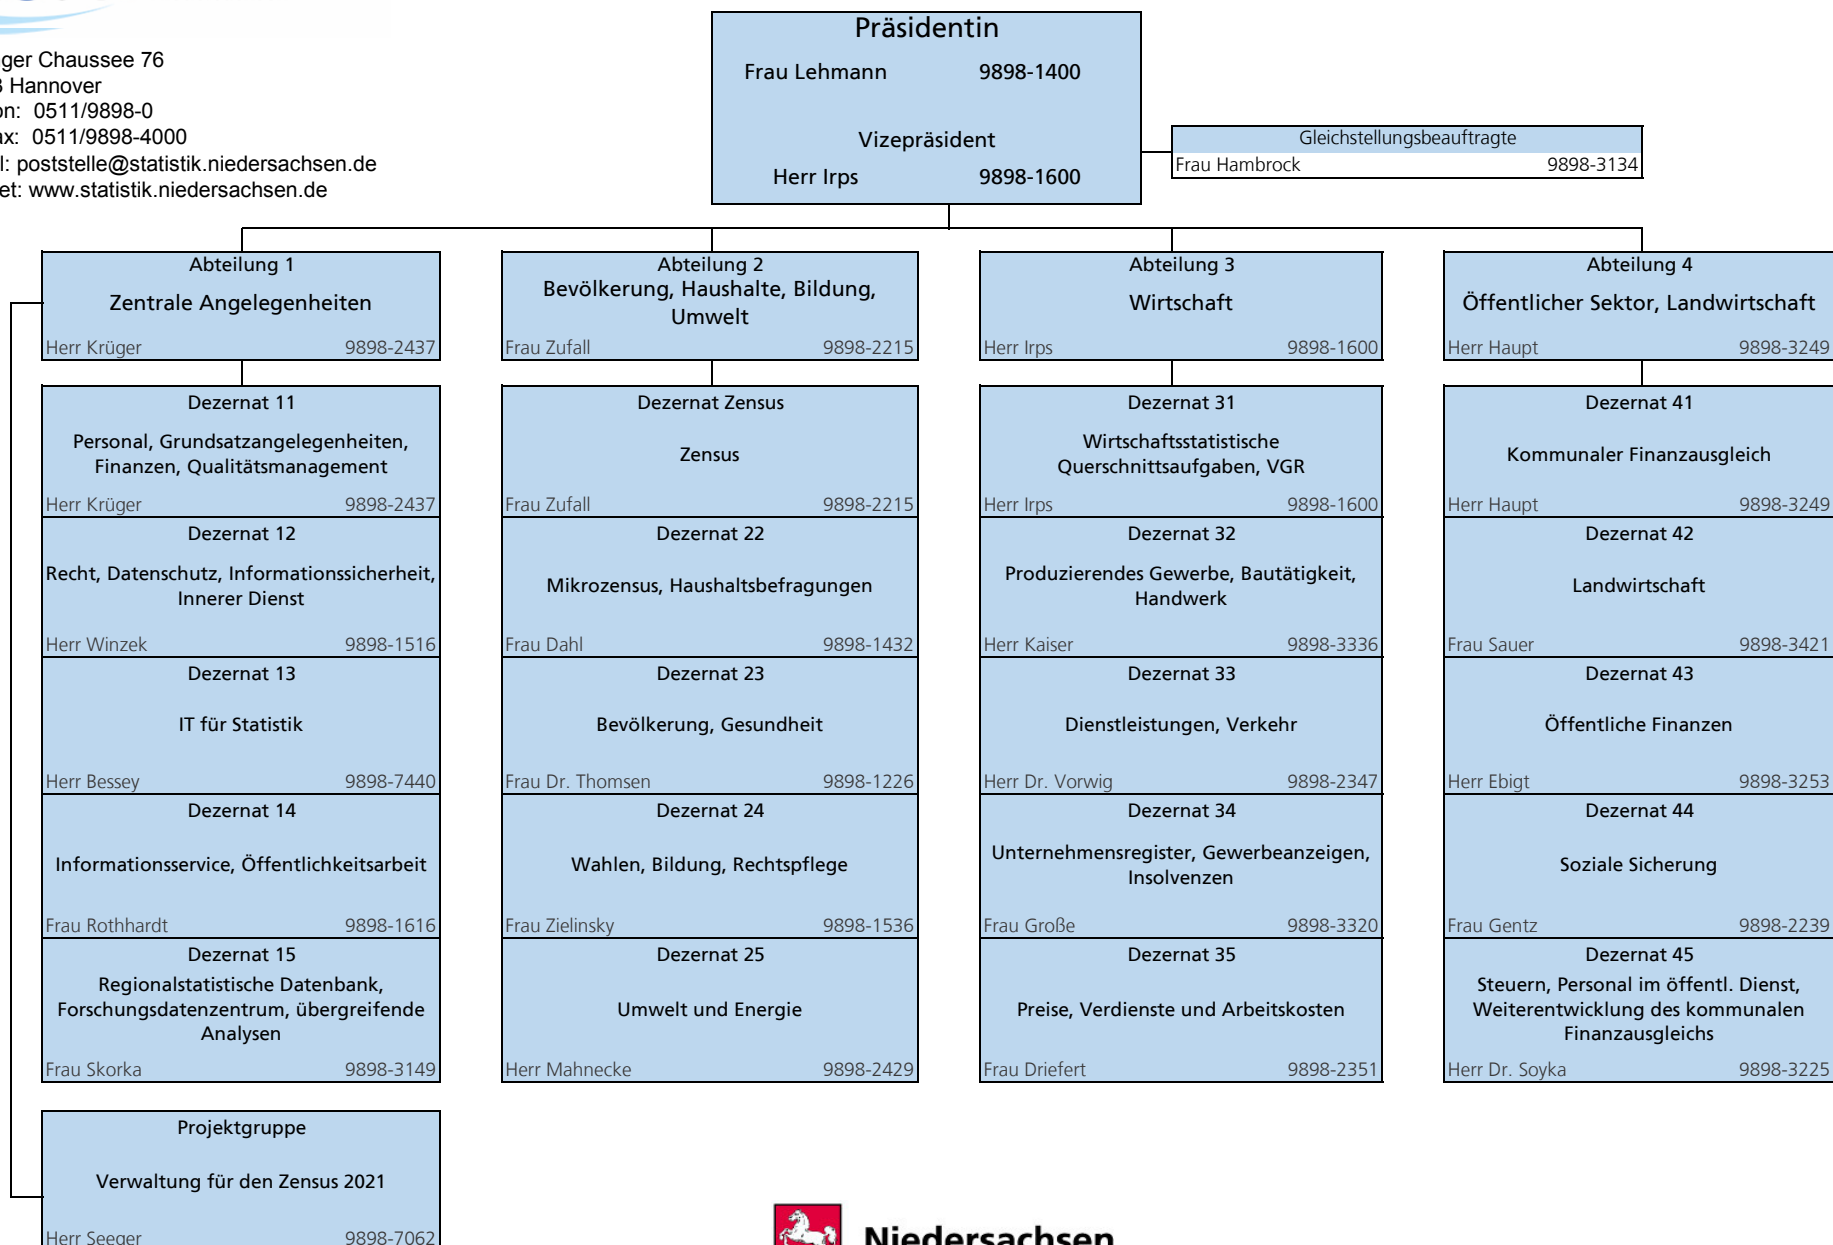 Präsidentin
Frau Lehmann 9898-1400
Vizepräsident
Herr Irps 9898-1600
ger Chaussee 76
Hannover
on: 0511/9898-0
ax: 0511/9898-4000
l: poststelle@statistik.niedersachsen.de
et: www.statistik.niedersachsen.de
Gleichstellungsbeauftragte
Frau Hambrock 9898-3134
Abteilung 1
Zentrale Angelegenheiten
Herr Krüger 9898-2437
Dezernat 11
Personal, Grundsatzangelegenheiten,
Finanzen, Qualitätsmanagement
Herr Krüger 9898-2437
Dezernat 12
Recht, Datenschutz, Informationssicherheit,
Innerer Dienst
Herr Winzek 9898-1516
Dezernat 13
IT für Statistik
Herr Bessey 9898-7440
Dezernat 14
Informationsservice, Öffentlichkeitsarbeit
Frau Rothhardt 9898-1616
Dezernat 15
Regionalstatistische Datenbank,
Forschungsdatenzentrum, übergreifende
Analysen
Frau Skorka 9898-3149
Projektgruppe
Verwaltung für den Zensus 2021
Herr Seeger 9898-7062
Abteilung 2
Bevölkerung, Haushalte, Bildung,
Umwelt
Frau Zufall 9898-2215
Dezernat Zensus
Zensus
Frau Zufall 9898-2215
Dezernat 22
Mikrozensus, Haushaltsbefragungen
Frau Dahl 9898-1432
Dezernat 23
Bevölkerung, Gesundheit
Frau Dr. Thomsen 9898-1226
Dezernat 24
Wahlen, Bildung, Rechtspflege
Frau Zielinsky 9898-1536
Dezernat 25
Umwelt und Energie
Herr Mahnecke 9898-2429
Abteilung 3
Wirtschaft
Herr Irps 9898-1600
Dezernat 31
Wirtschaftsstatistische
Querschnittsaufgaben, VGR
Herr Irps 9898-1600
Dezernat 32
Produzierendes Gewerbe, Bautätigkeit,
Handwerk
Herr Kaiser 9898-3336
Dezernat 33
Dienstleistungen, Verkehr
Herr Dr. Vorwig 9898-2347
Dezernat 34
Unternehmensregister, Gewerbeanzeigen,
Insolvenzen
Frau Große 9898-3320
Dezernat 35
Preise, Verdienste und Arbeitskosten
Frau Driefert 9898-2351
Abteilung 4
Öffentlicher Sektor, Landwirtschaft
Herr Haupt 9898-3249
Dezernat 41
Kommunaler Finanzausgleich
Herr Haupt 9898-3249
Dezernat 42
Landwirtschaft
Frau Sauer 9898-3421
Dezernat 43
Öffentliche Finanzen
Herr Ebigt 9898-3253
Dezernat 44
Soziale Sicherung
Frau Gentz 9898-2239
Dezernat 45
Steuern, Personal im öffentl. Dienst,
Weiterentwicklung des kommunalen
Finanzausgleichs
Herr Dr. Soyka 9898-3225
Niedersachsen